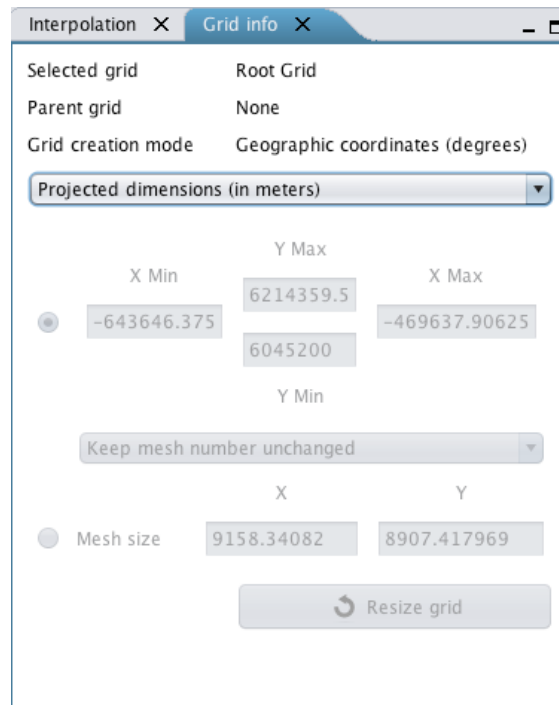 Interpolation X Grid info X
Selected grid Root Grid
Parent grid None
Grid creation mode Geographic coordinates (degrees)
Projected dimensions (in meters)
Y Max
X Min X Max
6214359.5
-643646.375 -469637.90625
6045200
Y Min
Keep mesh number unchanged
X Y
Mesh size 9158.34082 8907.417969
Resize grid